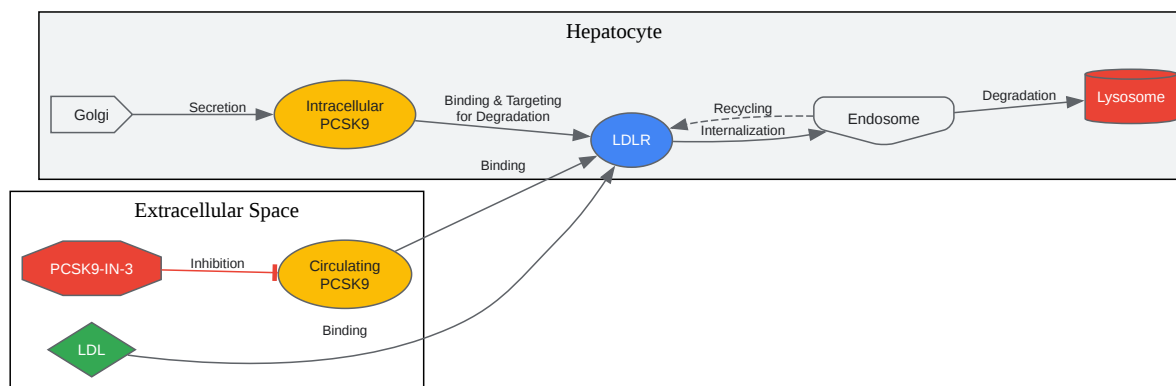 Hepatocyte
Golgi
Secretion
Intracellular
PCSK9
Binding & Targeting
for Degradation
LDLR
Recycling
Internalization
Endosome
Degradation
Lysosome
Binding
Extracellular Space
PCSK9-IN-3
Inhibition
Circulating
PCSK9
LDL
Binding